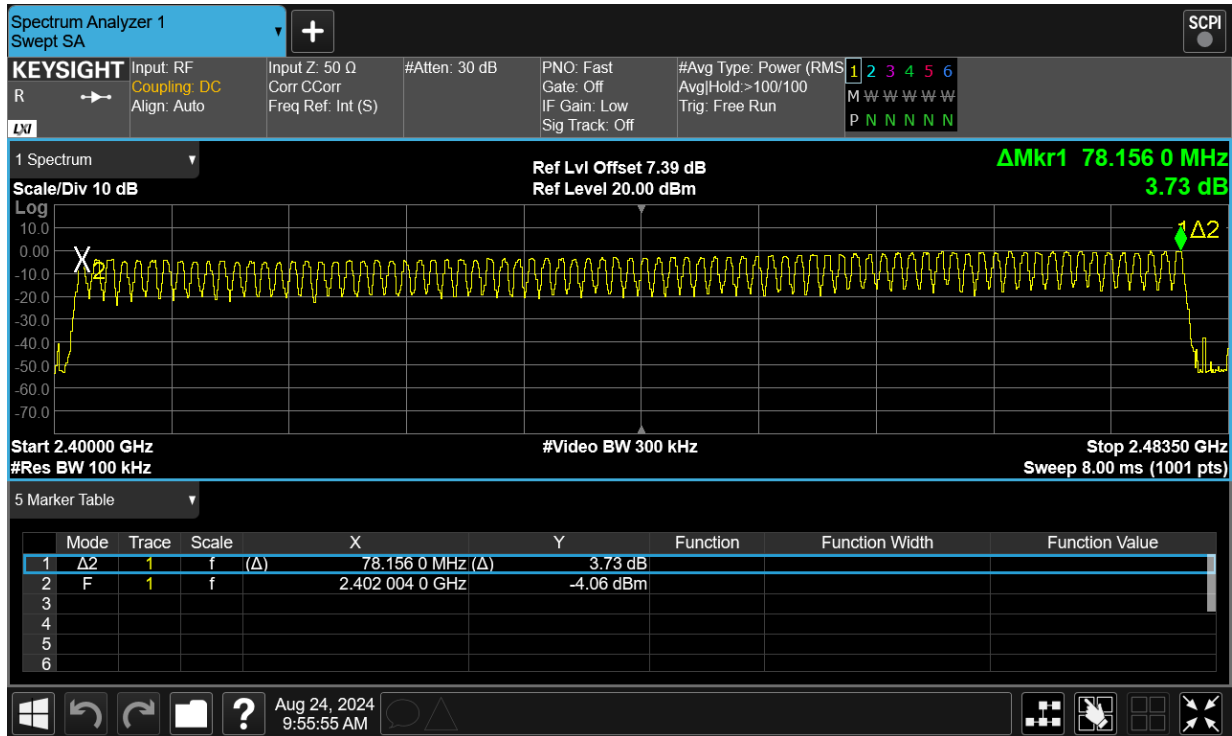 Spectrum Analyzer 1
Swept SA
SCPI
KEYSIGHT
R
LXI
Input: RF
Coupling: DC
Align: Auto
Input Z: 50 Ω
Corr CCorr
Freq Ref: Int (S)
#Atten: 30 dB
PNO: Fast
Gate: Off
IF Gain: Low
Sig Track: Off
#Avg Type: Power (RMS
Avg|Hold:>100/100
Trig: Free Run
1 2 3 4 5 6
M W W W W W
P N N N N N N
1 Spectrum
Scale/Div 10 dB
Ref Lvl Offset 7.39 dB
Ref Level 20.00 dBm
ΔMkr1 78.156 0 MHz
3.73 dB
Log
10.0
0.00
-10.0
-20.0
-30.0
-40.0
-50.0
-60.0
-70.0
2
1Δ2
Start 2.40000 GHz
#Res BW 100 kHz
#Video BW 300 kHz
Stop 2.48350 GHz
Sweep 8.00 ms (1001 pts)
5 Marker Table
Mode Trace Scale X Y Function Function Width Function Value
1 Δ2 1 f (Δ) 78.156 0 MHz (Δ) 3.73 dB
2 F 1 f 2.402 004 0 GHz -4.06 dBm
3
4
5
6
?
Aug 24, 2024
9:55:55 AM